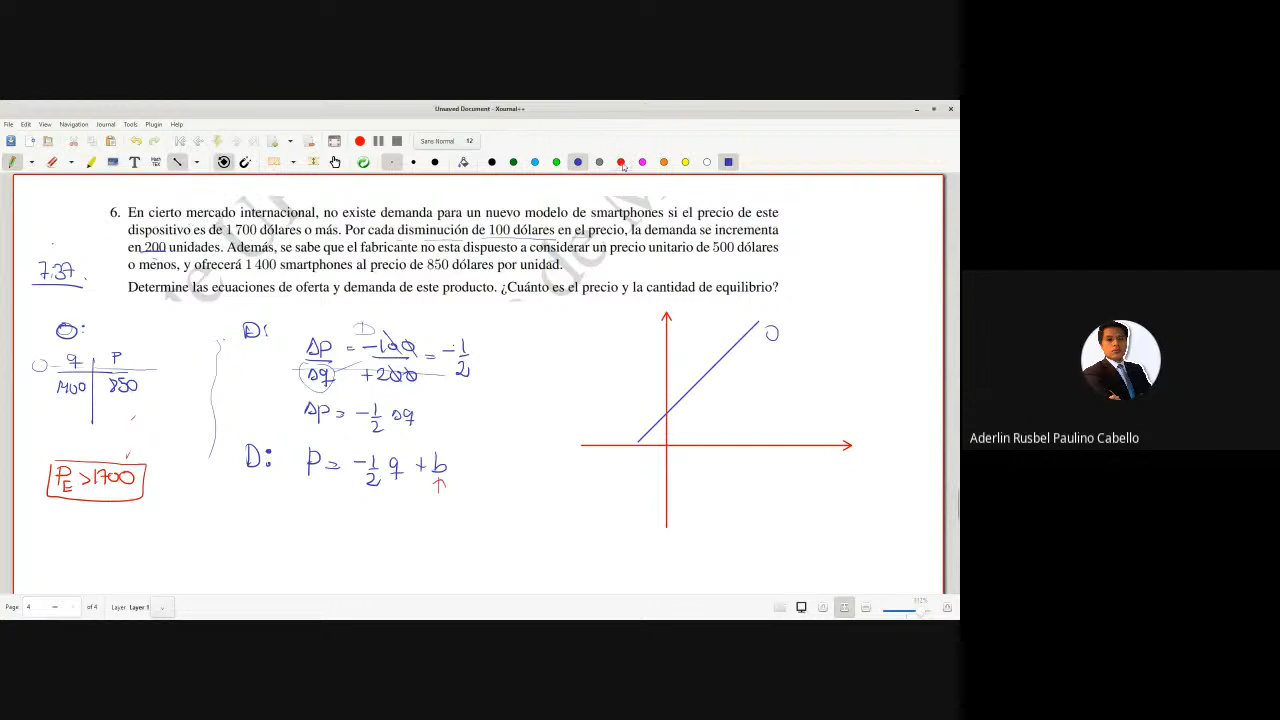 Unsaved Document - Xournal++
File Edit View Navigation Journal Tools Plugin Help
Sans Normal 12
6. En cierto mercado internacional, no existe demanda para un nuevo modelo de smartphones si el precio de este
dispositivo es de 1 700 dólares o más. Por cada disminución de 100 dólares en el precio, la demanda se incrementa
en 200 unidades. Además, se sabe que el fabricante no esta dispuesto a considerar un precio unitario de 500 dólares
o menos, y ofrecerá 1 400 smartphones al precio de 850 dólares por unidad.
Determine las ecuaciones de oferta y demanda de este producto. ¿Cuánto es el precio y la cantidad de equilibrio?
7.37
O:
O q P
1400 850
P_E > 1700
D:
D
Δp/Δq = -100/+200 = -1/2
Δp = -1/2 Δq
D: P = -1/2 q + b
O
Aderlin Rusbel Paulino Cabello
Page: 4 of 4 Layer: Layer 1
312%